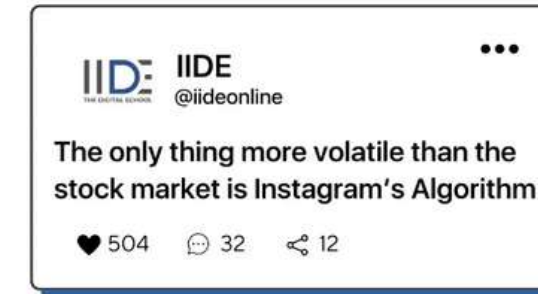 IIDE
THE DIGITAL SCHOOL
IIDE
@iideonline
The only thing more volatile than the
stock market is Instagram's Algorithm
504 32 12